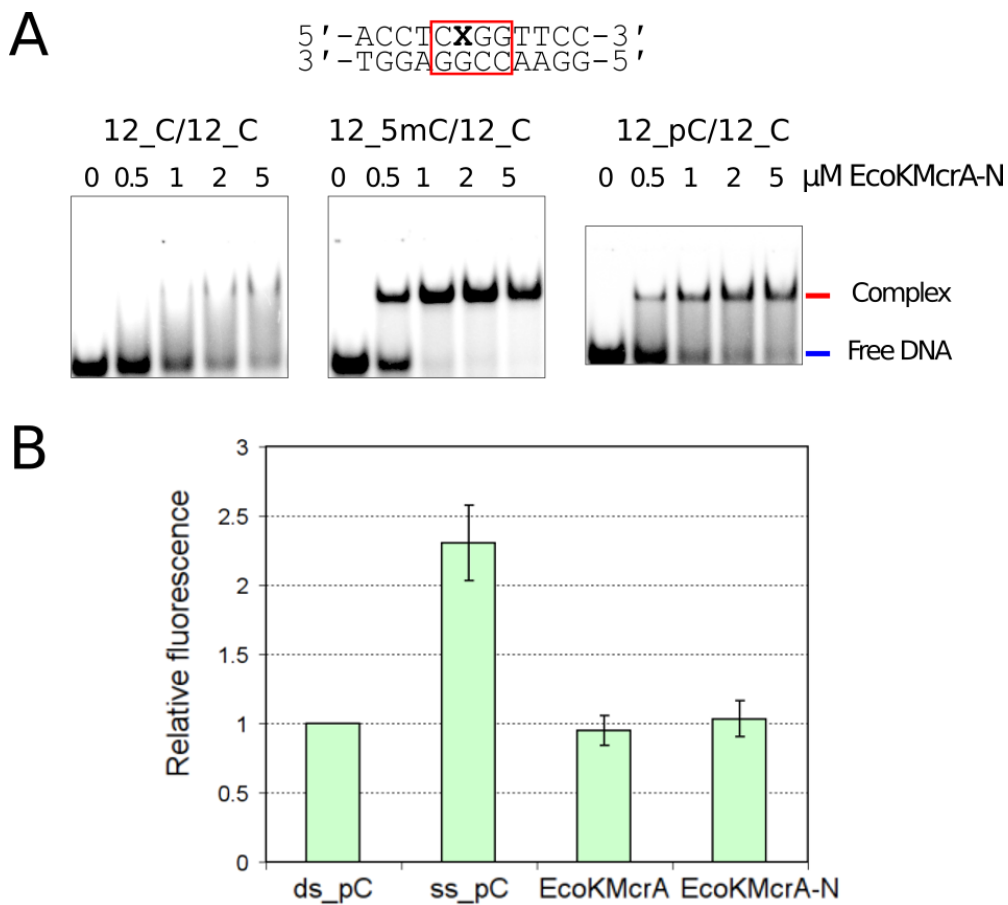 A
5'-ACCTCXGGTTCC-3'
3'-TGGAGGCCAAGG-5'
12_C/12_C
12_5mC/12_C
12_pC/12_C
0 0.5 1 2 5
0 0.5 1 2 5
0 0.5 1 2 5 μM EcoKMcrA-N
Complex
Free DNA
B
Relative fluorescence
3
2.5
2
1.5
1
0.5
0
ds_pC
ss_pC
EcoKMcrA
EcoKMcrA-N